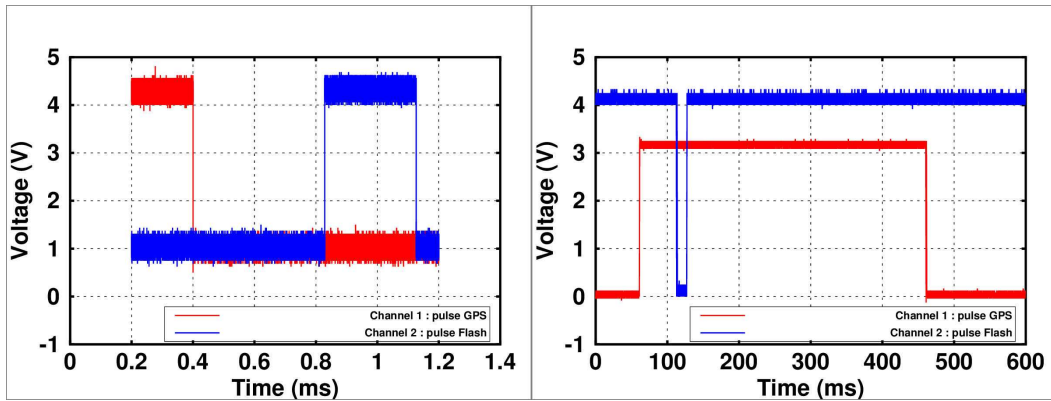 5
4
3
2
1
0
-1
Voltage (V)
Channel 1 : pulse GPS
Channel 2 : pulse Flash
0 0.2 0.4 0.6 0.8 1 1.2 1.4
Time (ms)
5
4
3
2
1
0
-1
Voltage (V)
Channel 1 : pulse GPS
Channel 2 : pulse Flash
0 100 200 300 400 500 600
Time (ms)